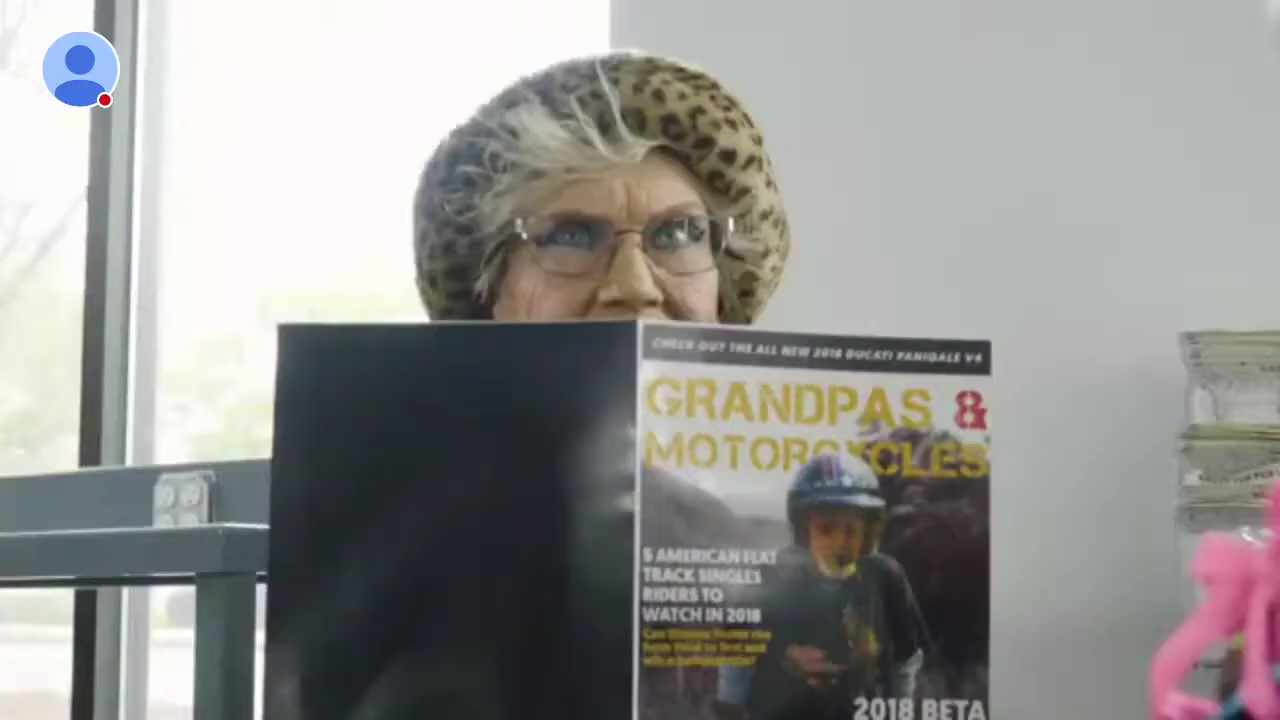 CHECK OUT THE ALL NEW 2018 DUCATI PANIGALE V4
GRANDPAS &
MOTORCYCLES
5 AMERICAN FLAT
TRACK SINGLES
RIDERS TO
WATCH IN 2018
2018 BETA